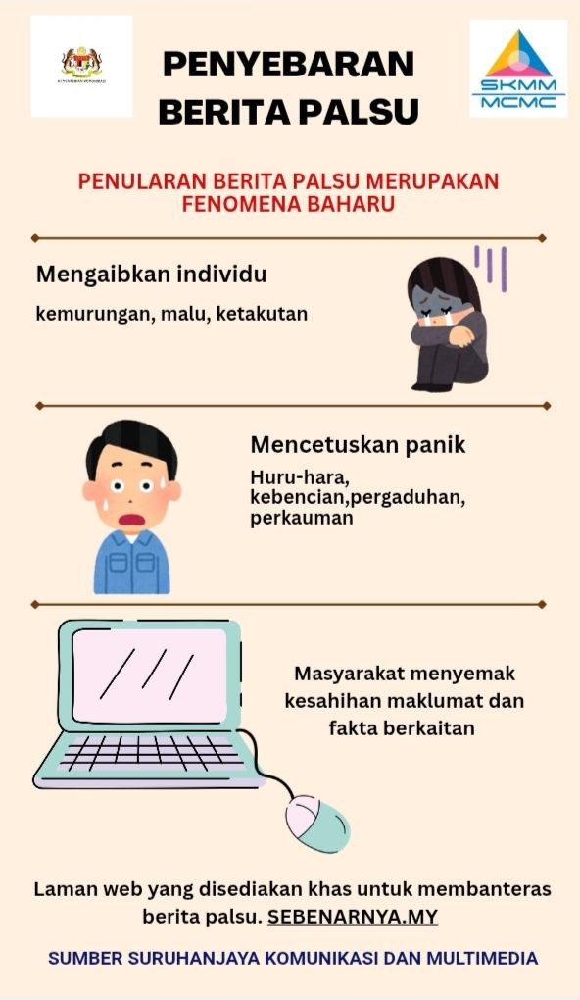 PENYEBARAN
BERITA PALSU
SKMM
MCMC
PENULARAN BERITA PALSU MERUPAKAN
FENOMENA BAHARU
Mengaibkan individu
kemurungan, malu, ketakutan
Mencetuskan panik
Huru-hara,
kebencian,pergaduhan,
perkauman
Masyarakat menyemak
kesahihan maklumat dan
fakta berkaitan
Laman web yang disediakan khas untuk membanteras
berita palsu. SEBENARNYA.MY
SUMBER SURUHANJAYA KOMUNIKASI DAN MULTIMEDIA